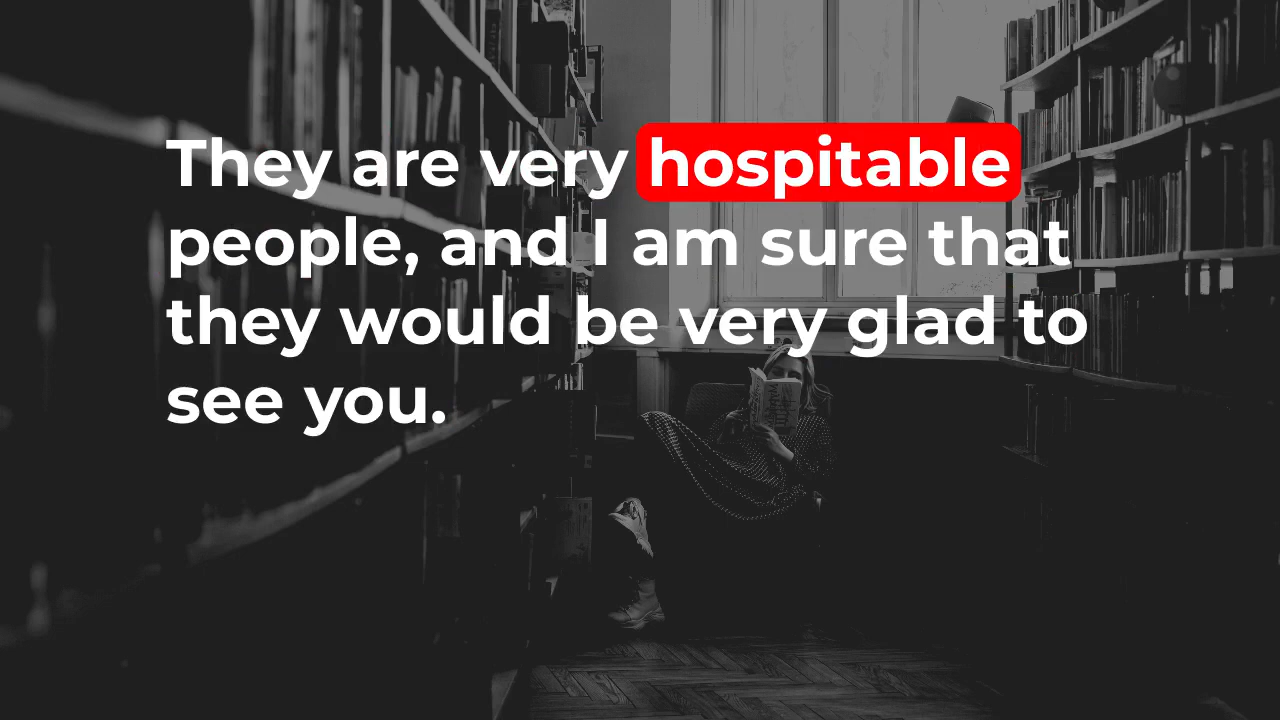 They are very hospitable
people, and I am sure that
they would be very glad to
see you.